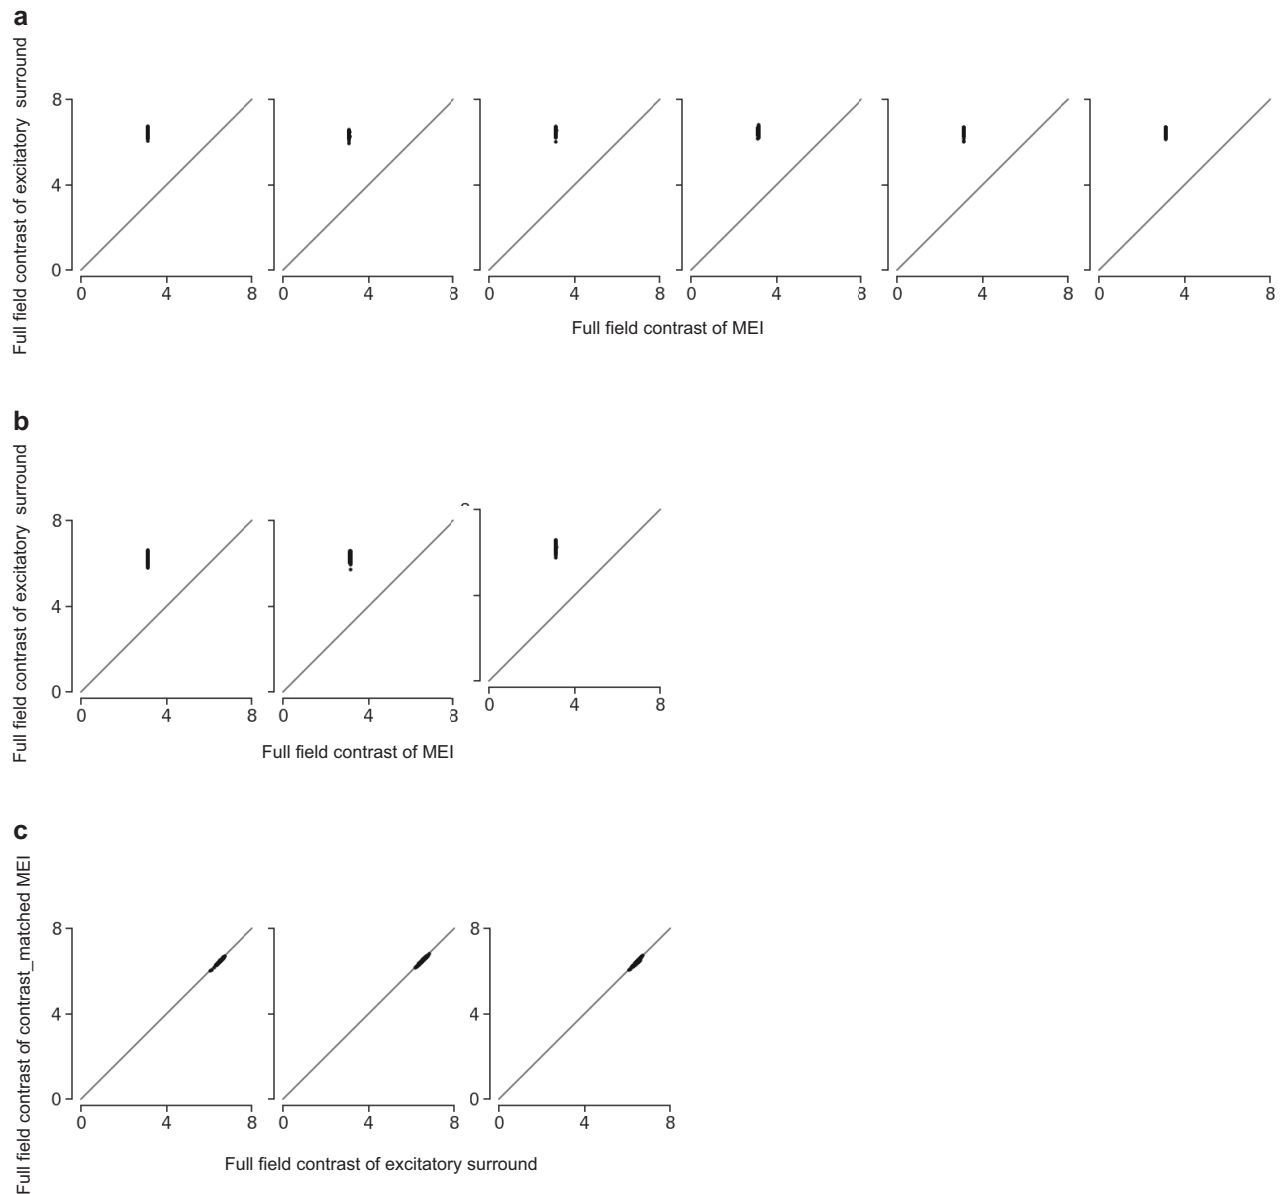 a
Full field contrast of excitatory surround
8
4
0
0 4 8 0 4 8 0 4 8 0 4 8 0 4 8 0 4 8
Full field contrast of MEI
b
Full field contrast of excitatory surround
8
4
0
0 4 8 0 4 8 0 4 8
Full field contrast of MEI
c
Full field contrast of contrast_matched MEI
8 8
4 4
0 0
0 4 8 0 4 8 0 4 8
Full field contrast of excitatory surround